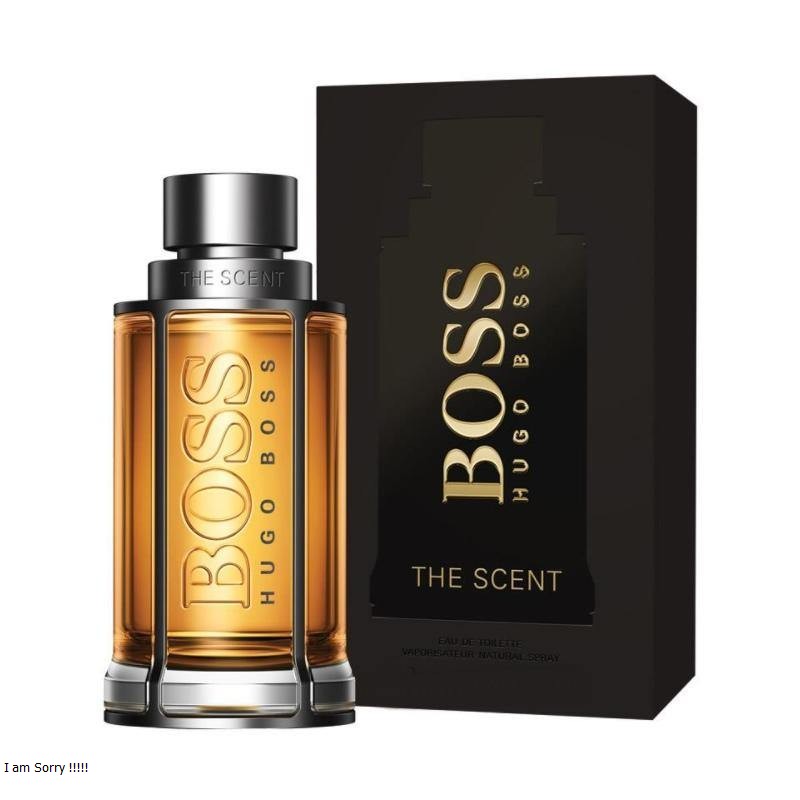 THE SCENT
BOSS
HUGO BOSS
BOSS
HUGO BOSS
THE SCENT
EAU DE TOILETTE
VAPORISATEUR NATURAL SPRAY
I am Sorry !!!!!